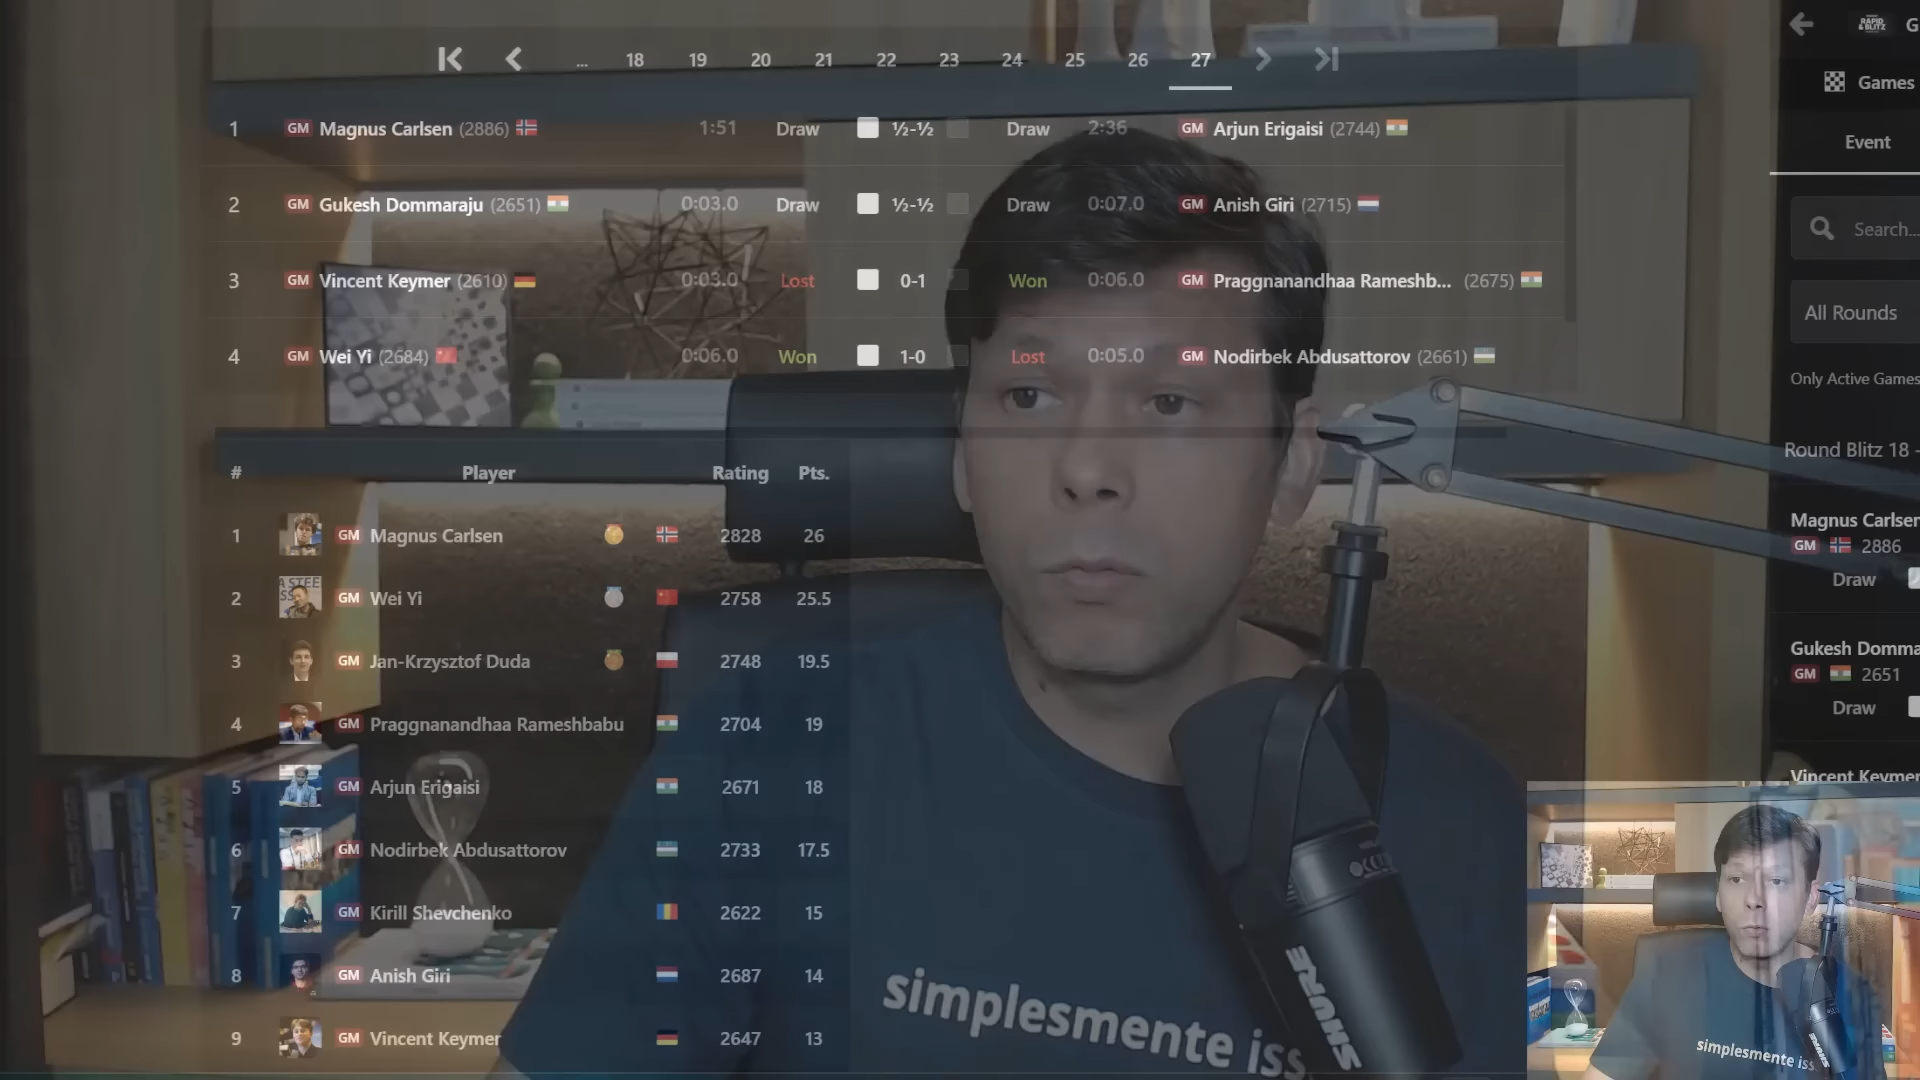 ... 18 19 20 21 22 23 24 25 26 27
1 GM Magnus Carlsen (2886) 1:51 Draw ½-½ Draw 2:36 GM Arjun Erigaisi (2744)
2 GM Gukesh Dommaraju (2651) 0:03.0 Draw ½-½ Draw 0:07.0 GM Anish Giri (2715)
3 GM Vincent Keymer (2610) 0:03.0 Lost 0-1 Won 0:06.0 GM Praggnanandhaa Rameshb... (2675)
4 GM Wei Yi (2684) 0:06.0 Won 1-0 Lost 0:05.0 GM Nodirbek Abdusattorov (2661)
# Player Rating Pts.
1 GM Magnus Carlsen 2828 26
2 GM Wei Yi 2758 25.5
3 GM Jan-Krzysztof Duda 2748 19.5
4 GM Praggnanandhaa Rameshbabu 2704 19
5 GM Arjun Erigaisi 2671 18
6 GM Nodirbek Abdusattorov 2733 17.5
7 GM Kirill Shevchenko 2622 15
8 GM Anish Giri 2687 14
9 GM Vincent Keymer 2647 13
RAPID
& BLITZ
G
Games
Event
Search...
All Rounds
Only Active Games
Round Blitz 18 -
Magnus Carlsen
GM 2886
Draw
Gukesh Domma
GM 2651
Draw
Vincent Keymer
simplesmente iss
SHURE
simplesmente iss
SHURE